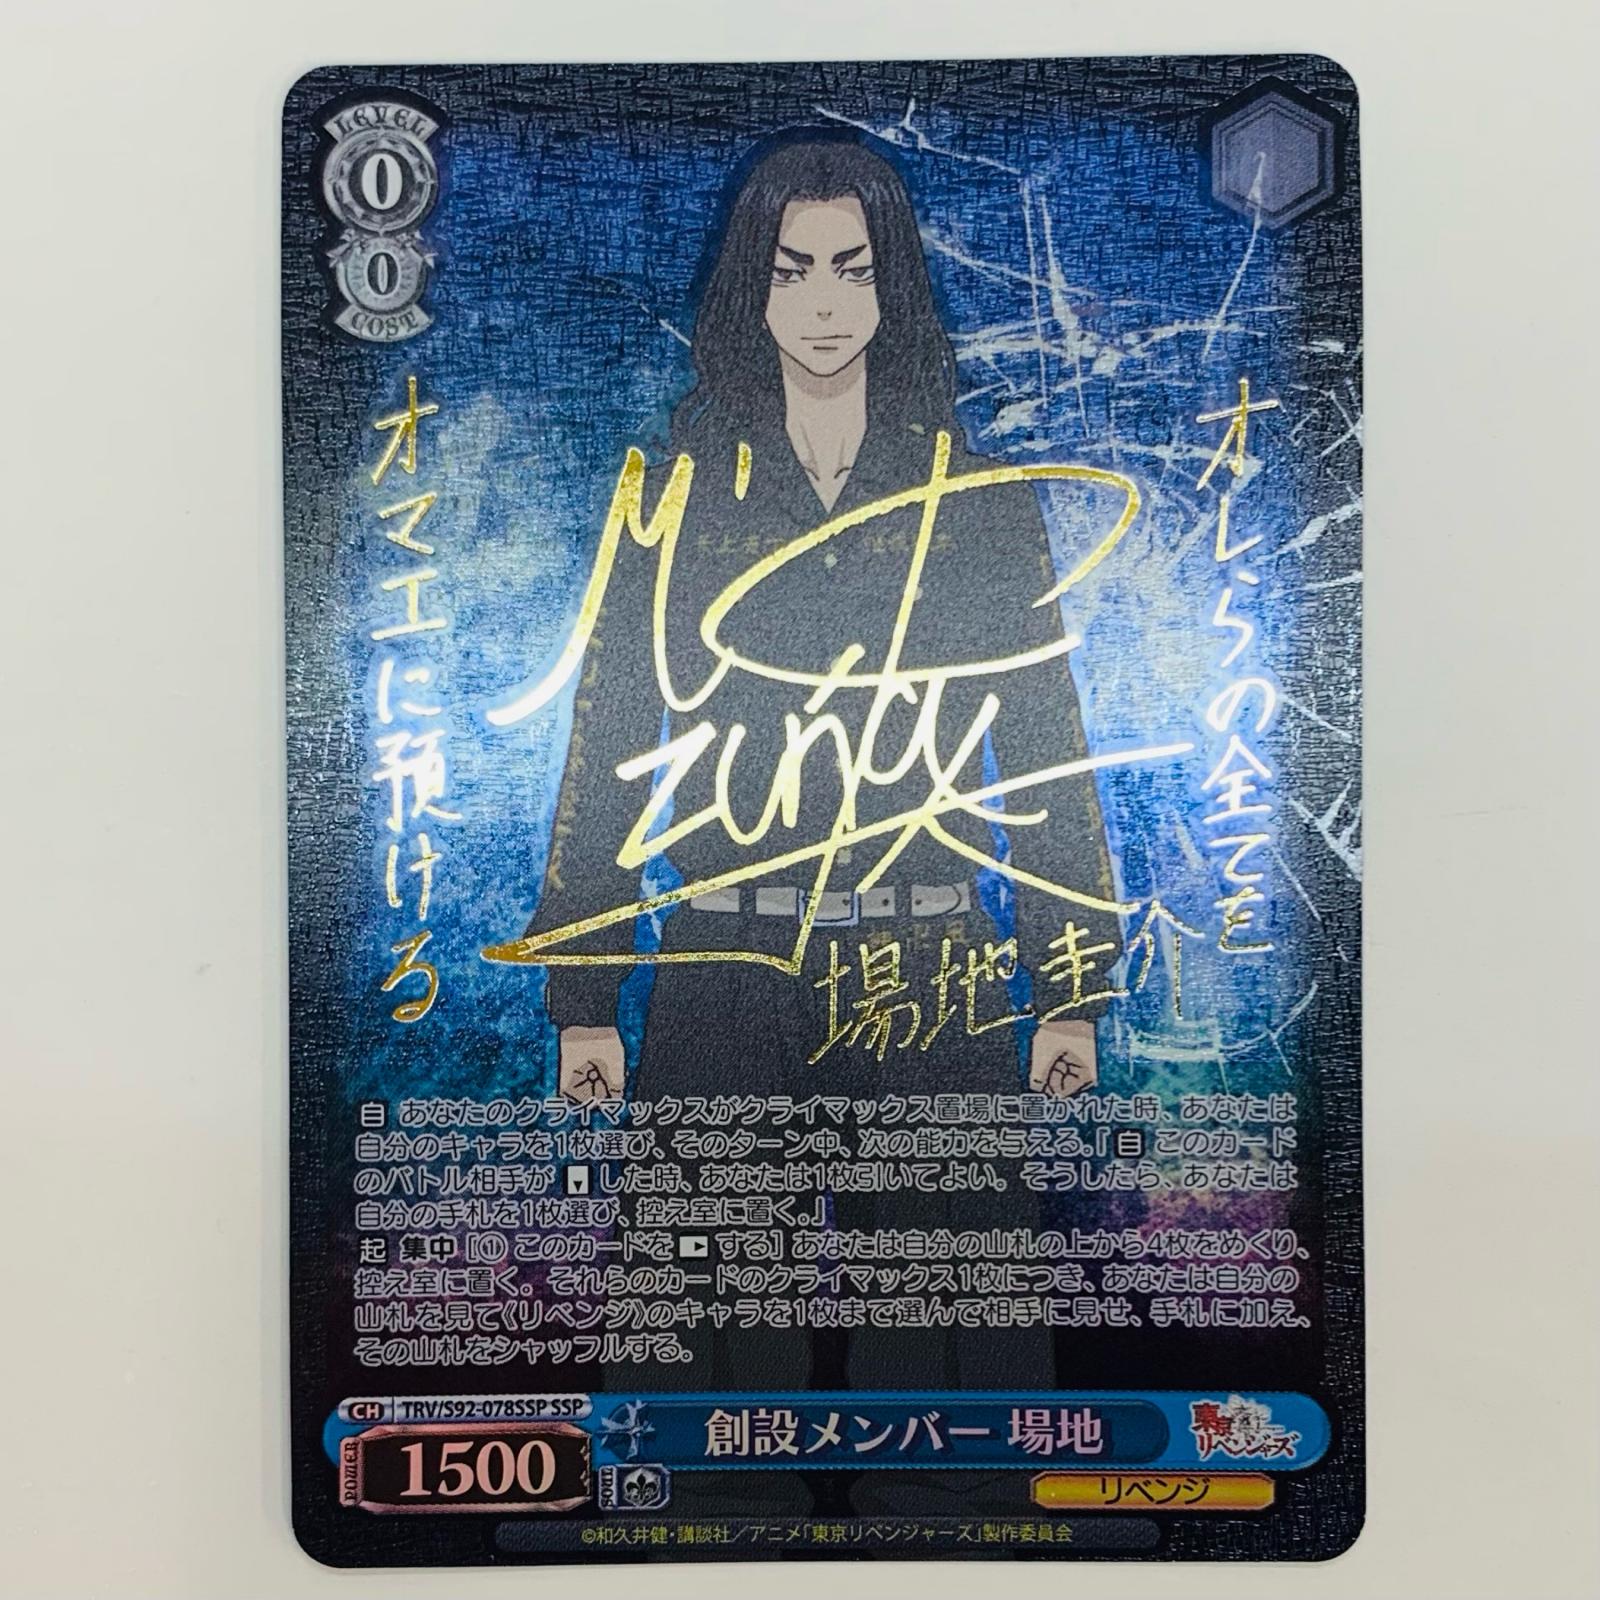 LEVEL
0
0
COST
オレらの全てを
オマエに預ける
場地圭介
自 あなたのクライマックスがクライマックス置場に置かれた時、あなたは
自分のキャラを1枚選び、そのターン中、次の能力を与える。『自 このカード
のバトル相手が した時、あなたは1枚引いてよい。そうしたら、あなたは
自分の手札を1枚選び、控え室に置く。』
起 集中 [① このカードを する] あなたは自分の山札の上から4枚をめくり、
控え室に置く。それらのカードのクライマックス1枚につき、あなたは自分の
山札を見て《リベンジ》のキャラを1枚まで選んで相手に見せ、手札に加え、
その山札をシャッフルする。
CH TRV/S92-078SSP SSP
創設メンバー 場地
東京リベンジャーズ
POWER
1500
SOUL
リベンジ
©和久井健・講談社／アニメ「東京リベンジャーズ」製作委員会